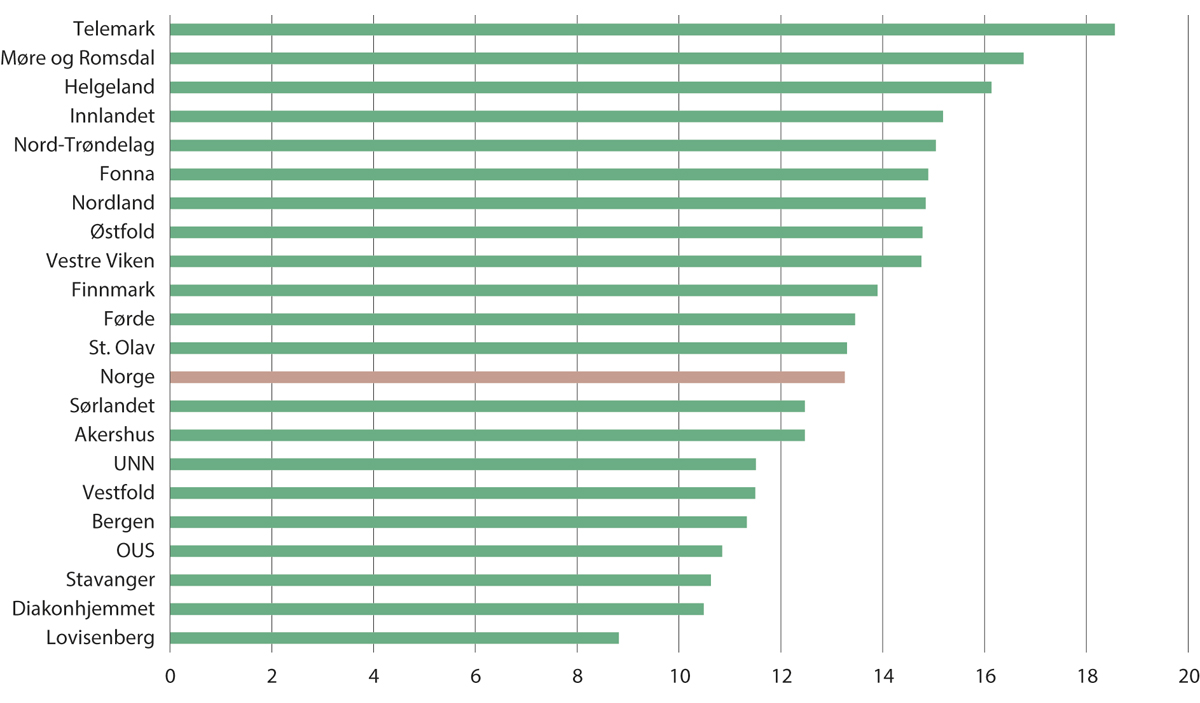 Telemark
Møre og Romsdal
Helgeland
Innlandet
Nord-Trøndelag
Fonna
Nordland
Østfold
Vestre Viken
Finnmark
Førde
St. Olav
Norge
Sørlandet
Akershus
UNN
Vestfold
Bergen
OUS
Stavanger
Diakonhjemmet
Lovisenberg
0 2 4 6 8 10 12 14 16 18 20